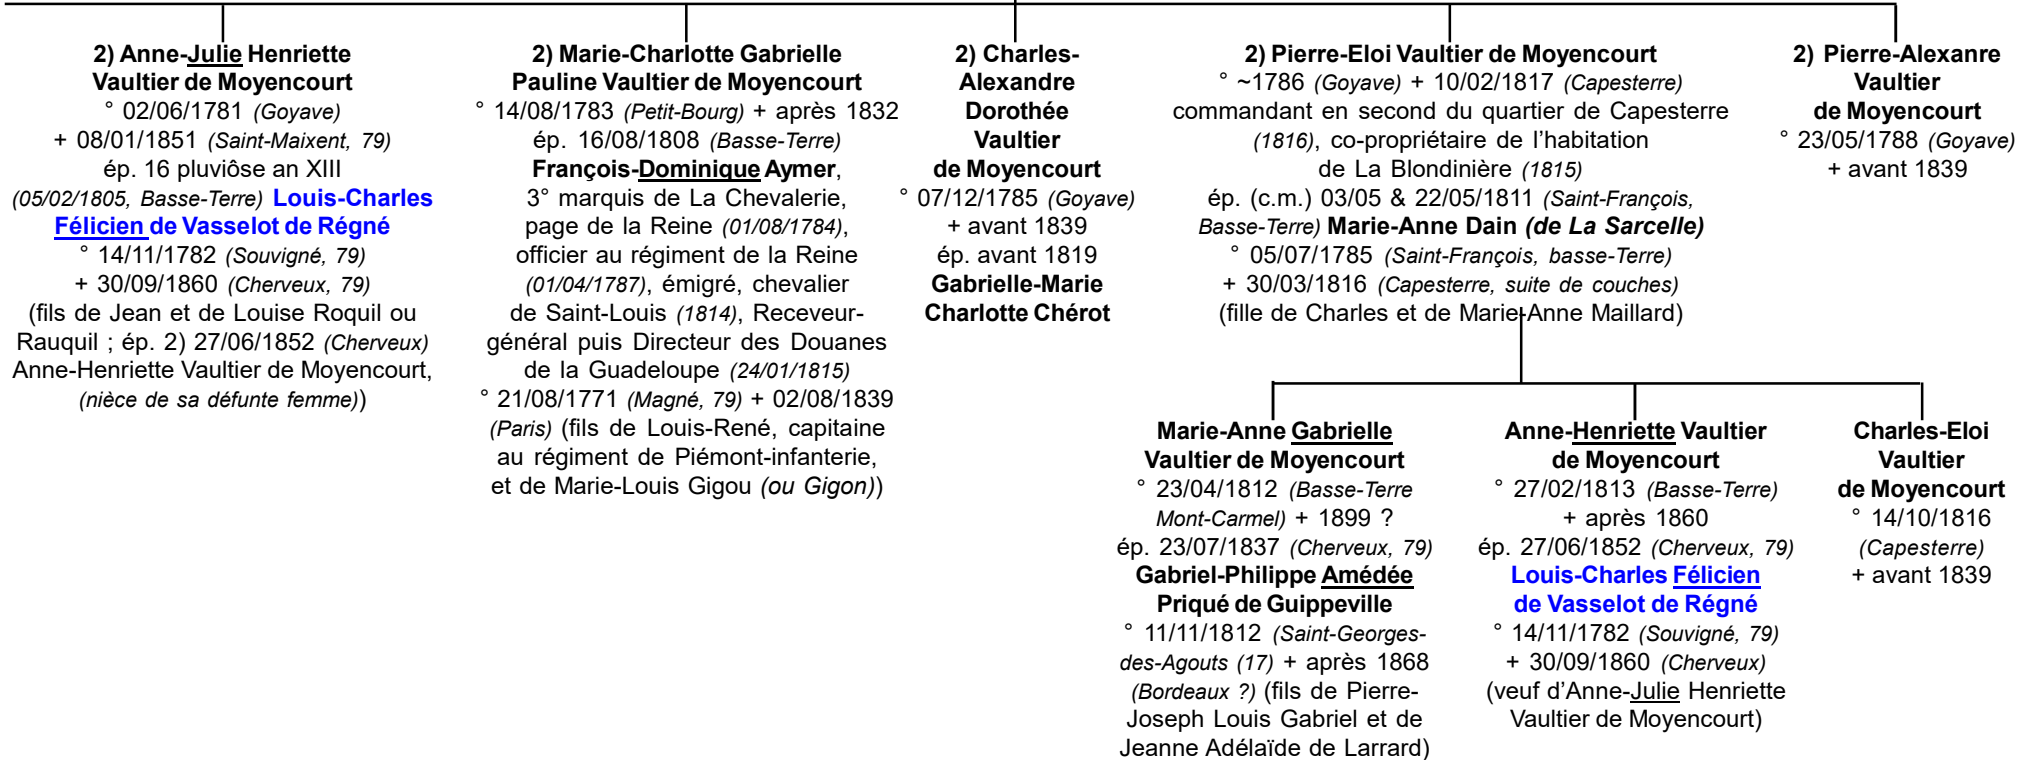 2) Anne-Julie Henriette
Vaultier de Moyencourt
° 02/06/1781 (Goyave)
+ 08/01/1851 (Saint-Maixent, 79)
ép. 16 pluviôse an XIII
(05/02/1805, Basse-Terre) Louis-Charles
Félicien de Vasselot de Régné
° 14/11/1782 (Souvigné, 79)
+ 30/09/1860 (Cherveux, 79)
(fils de Jean et de Louise Roquil ou
Rauquil ; ép. 2) 27/06/1852 (Cherveux)
Anne-Henriette Vaultier de Moyencourt,
(nièce de sa défunte femme))
2) Marie-Charlotte Gabrielle
Pauline Vaultier de Moyencourt
° 14/08/1783 (Petit-Bourg) + après 1832
ép. 16/08/1808 (Basse-Terre)
François-Dominique Aymer,
3° marquis de La Chevalerie,
page de la Reine (01/08/1784),
officier au régiment de la Reine
(01/04/1787), émigré, chevalier
de Saint-Louis (1814), Receveur-
général puis Directeur des Douanes
de la Guadeloupe (24/01/1815)
° 21/08/1771 (Magné, 79) + 02/08/1839
(Paris) (fils de Louis-René, capitaine
au régiment de Piémont-infanterie,
et de Marie-Louis Gigou (ou Gigon))
2) Charles-
Alexandre
Dorothée
Vaultier
de Moyencourt
° 07/12/1785 (Goyave)
+ avant 1839
ép. avant 1819
Gabrielle-Marie
Charlotte Chérot
2) Pierre-Eloi Vaultier de Moyencourt
° ~1786 (Goyave) + 10/02/1817 (Capesterre)
commandant en second du quartier de Capesterre
(1816), co-propriétaire de l'habitation
de La Blondinière (1815)
ép. (c.m.) 03/05 & 22/05/1811 (Saint-François,
Basse-Terre) Marie-Anne Dain (de La Sarcelle)
° 05/07/1785 (Saint-François, basse-Terre)
+ 30/03/1816 (Capesterre, suite de couches)
(fille de Charles et de Marie-Anne Maillard)
2) Pierre-Alexanre
Vaultier
de Moyencourt
° 23/05/1788 (Goyave)
+ avant 1839
Marie-Anne Gabrielle
Vaultier de Moyencourt
° 23/04/1812 (Basse-Terre
Mont-Carmel) + 1899 ?
ép. 23/07/1837 (Cherveux, 79)
Gabriel-Philippe Amédée
Priqué de Guippeville
° 11/11/1812 (Saint-Georges-
des-Agouts (17) + après 1868
(Bordeaux ?) (fils de Pierre-
Joseph Louis Gabriel et de
Jeanne Adélaïde de Larrard)
Anne-Henriette Vaultier
de Moyencourt
° 27/02/1813 (Basse-Terre)
+ après 1860
ép. 27/06/1852 (Cherveux, 79)
Louis-Charles Félicien
de Vasselot de Régné
° 14/11/1782 (Souvigné, 79)
+ 30/09/1860 (Cherveux)
(veuf d'Anne-Julie Henriette
Vaultier de Moyencourt)
Charles-Eloi
Vaultier
de Moyencourt
° 14/10/1816
(Capesterre)
+ avant 1839